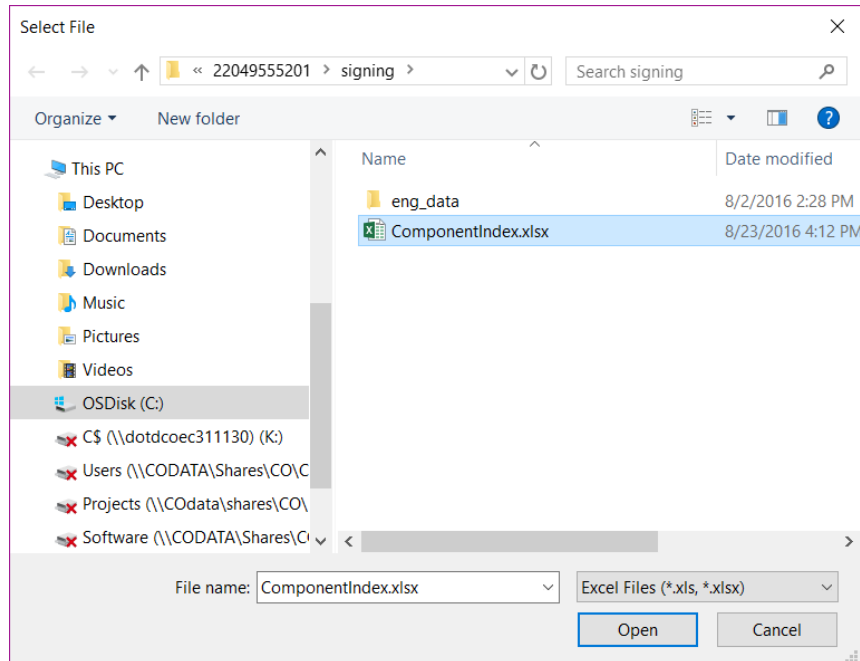 Select File
« 22049555201 > signing >
Search signing
Organize
New folder
?
Name
Date modified
This PC
Desktop
Documents
Downloads
Music
Pictures
Videos
OSDisk (C:)
C$ (\\dotdcoec311130) (K:)
Users (\\CODATA\Shares\CO\C
Projects (\\COdata\shares\CO\
Software (\\CODATA\Shares\C
eng_data
8/2/2016 2:28 PM
ComponentIndex.xlsx
8/23/2016 4:12 PM
File name:
ComponentIndex.xlsx
Excel Files (*.xls, *.xlsx)
Open
Cancel